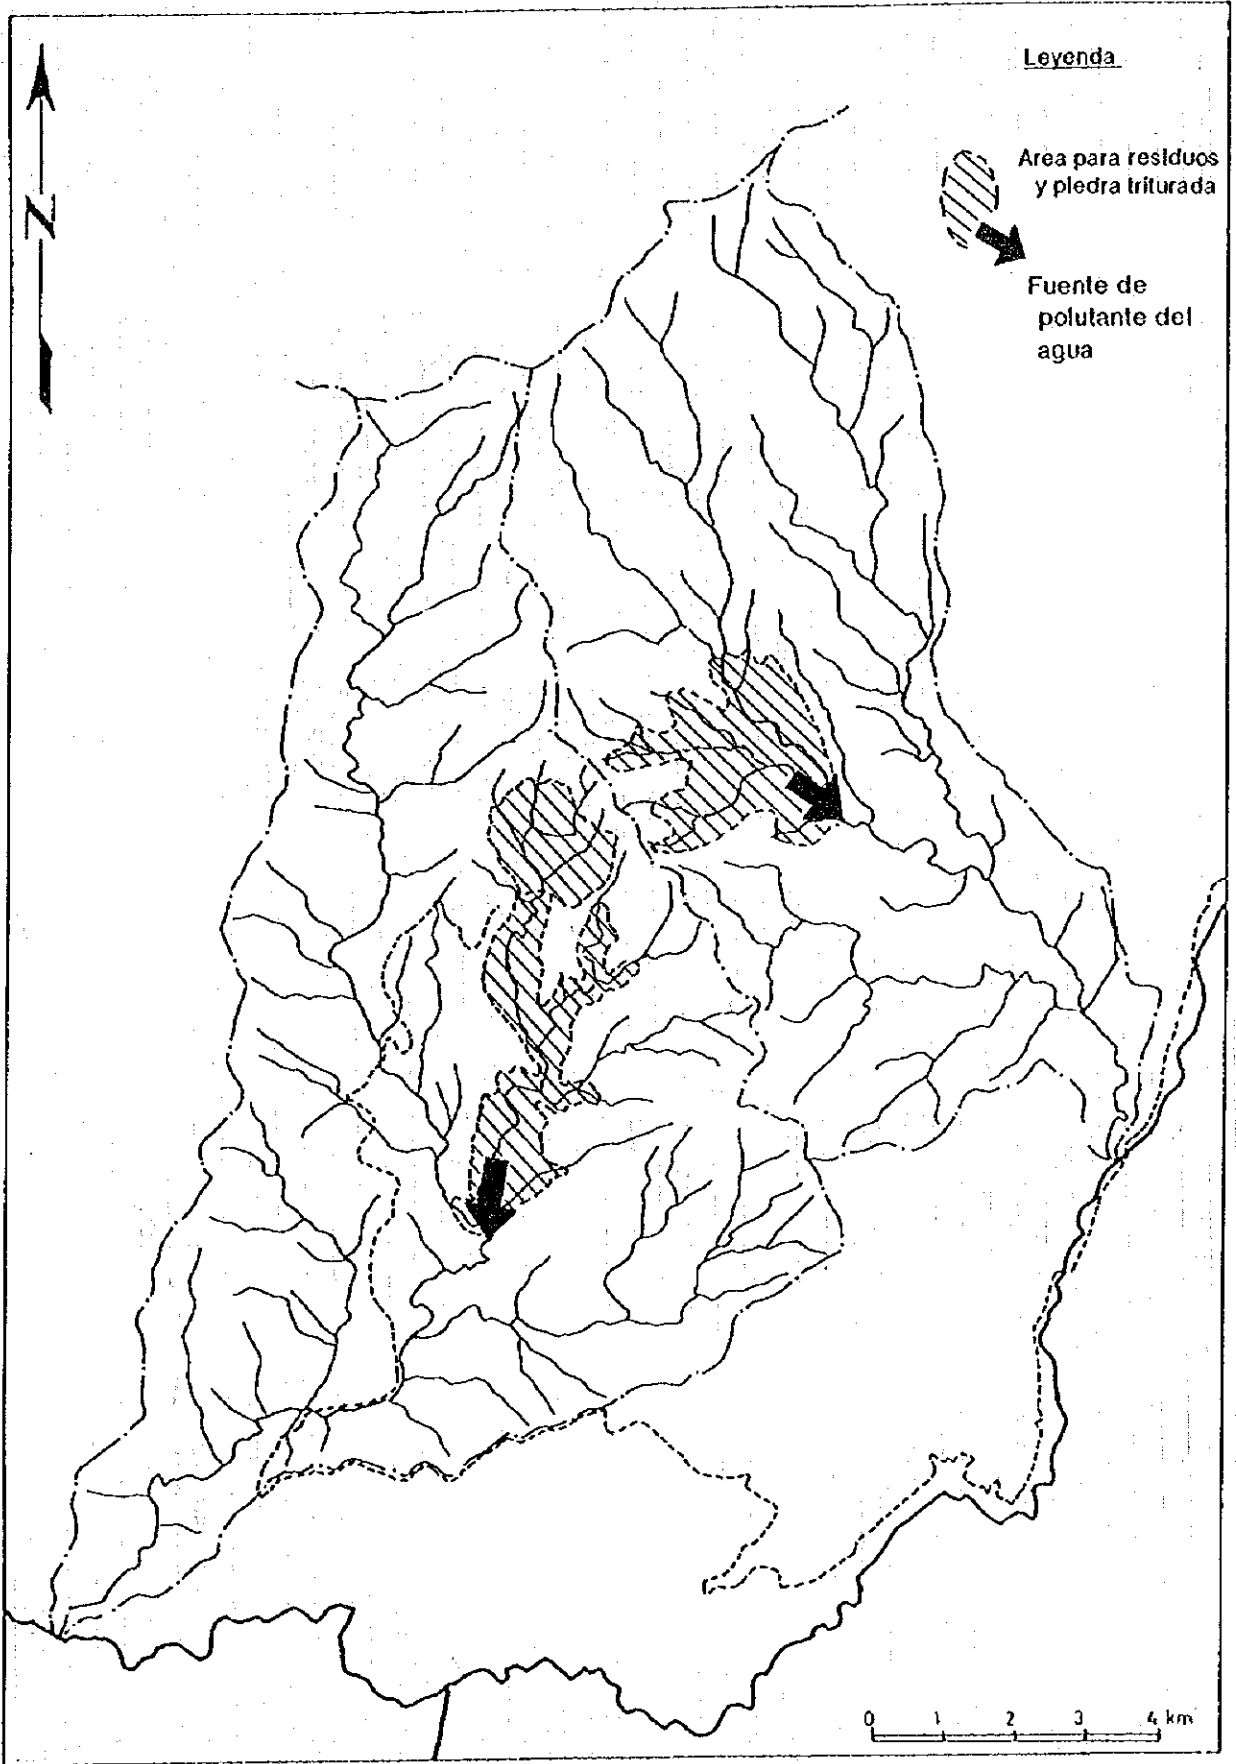 Leyenda
Area para residuos
y piedra triturada
Fuente de
polutante del
agua
N
0 1 2 3 4 km